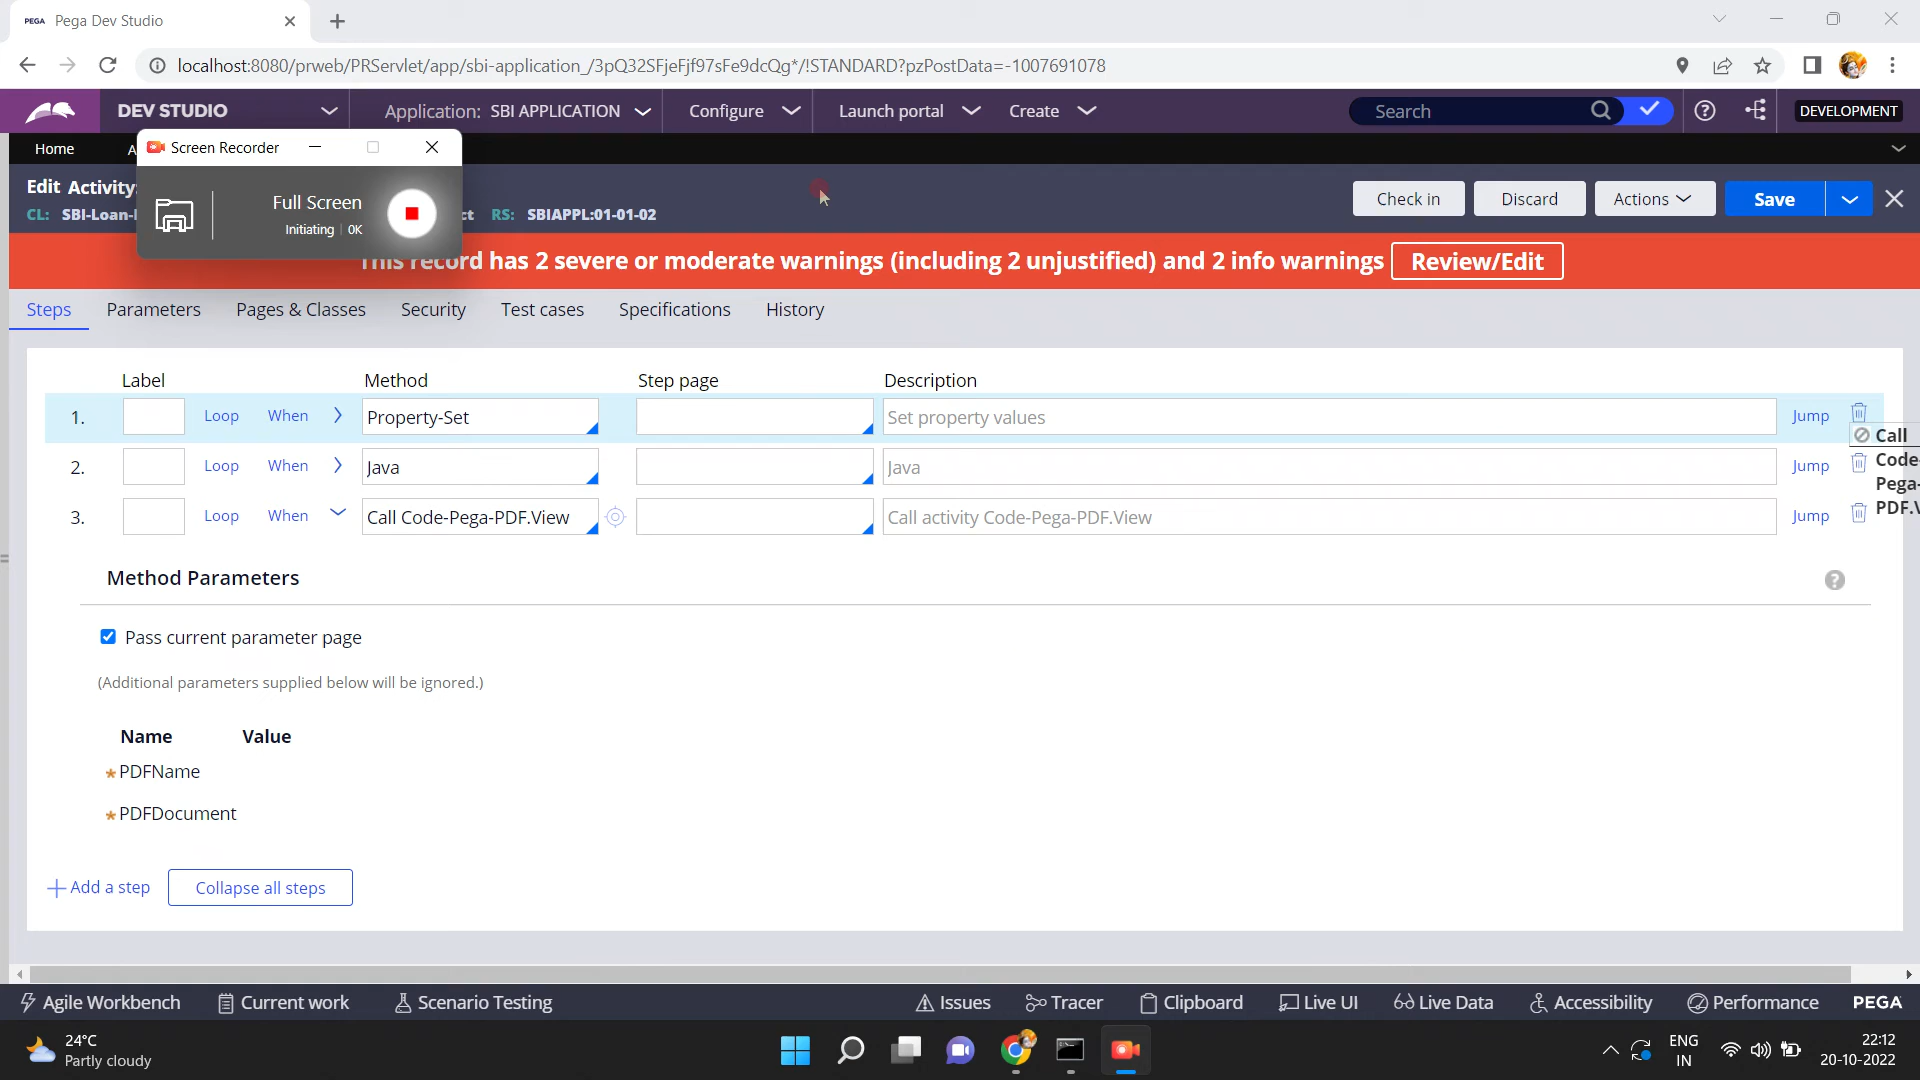 PEGA Pega Dev Studio
localhost:8080/prweb/PRServlet/app/sbi-application_/3pQ32SFjeFjf97sFe9dcQg*/!STANDARD?pzPostData=-1007691078
DEV STUDIO Application: SBI APPLICATION Configure Launch portal Create Search DEVELOPMENT
Home
Screen Recorder
Edit Activity: Check in Discard Actions Save
Full Screen
CL: SBI-Loan- RS: SBIAPPL:01-01-02
Initiating 0K
This record has 2 severe or moderate warnings (including 2 unjustified) and 2 info warnings Review/Edit
Steps Parameters Pages & Classes Security Test cases Specifications History
Label Method Step page Description
1. Loop When Property-Set Set property values Jump
Call
2. Loop When Java Java Jump
Code-
Pega-
3. Loop When Call Code-Pega-PDF.View Call activity Code-Pega-PDF.View Jump
Method Parameters
Pass current parameter page
(Additional parameters supplied below will be ignored.)
Name Value
*PDFName
*PDFDocument
Add a step Collapse all steps
Agile Workbench Current work Scenario Testing Issues Tracer Clipboard Live UI Live Data Accessibility Performance PEGA
24°C
Partly cloudy
ENG
IN
22:12
20-10-2022